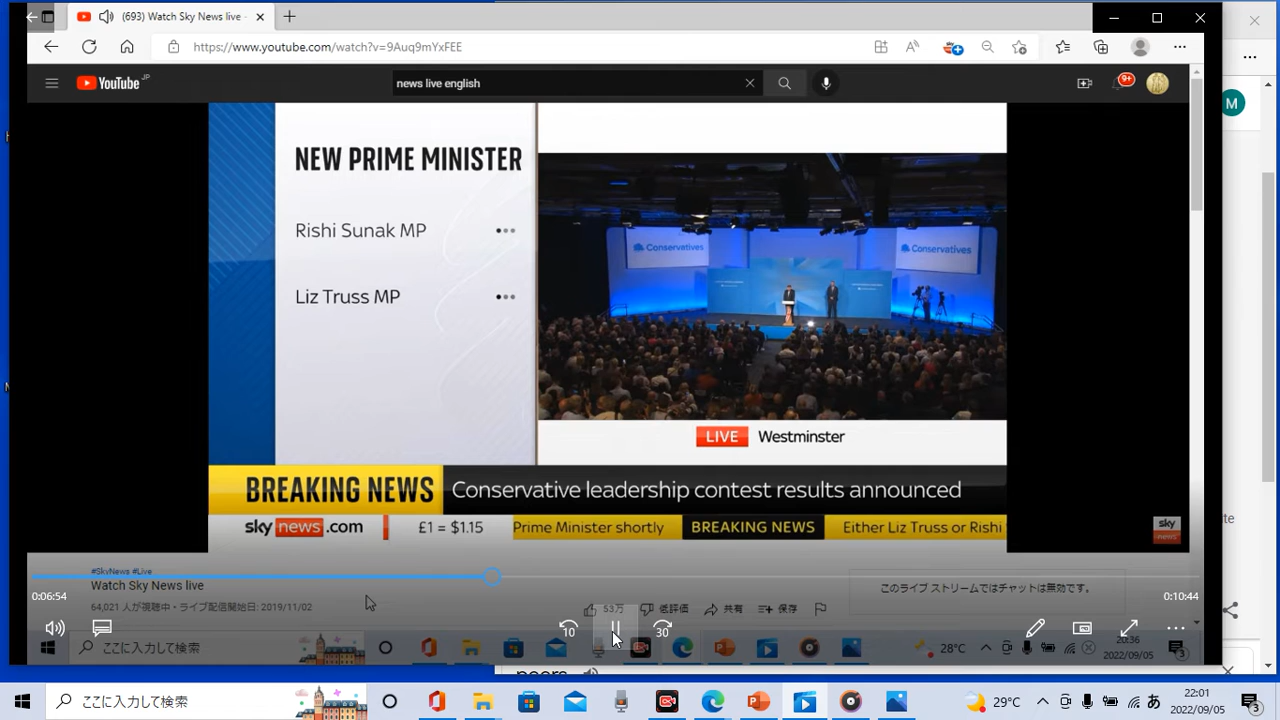 (693) Watch Sky News live -
https://www.youtube.com/watch?v=9Auq9mYxFEE
YouTube JP
news live english
9+
M
NEW PRIME MINISTER
Rishi Sunak MP
Liz Truss MP
Conservatives
Conservatives
LIVE Westminster
BREAKING NEWS Conservative leadership contest results announced
sky news.com £1 = $1.15 Prime Minister shortly BREAKING NEWS Either Liz Truss or Rishi
sky news
#SkyNews #Live
Watch Sky News live
このライブ ストリームではチャットは無効です。
0:06:54
0:10:44
64,021 人が視聴中・ライブ配信開始日: 2019/11/02
53万 低評価 共有 保存
10 30
ここに入力して検索
28°C
20:36
2022/09/05
3
peers
ここに入力して検索
29°C
あ
22:01
2022/09/05
3